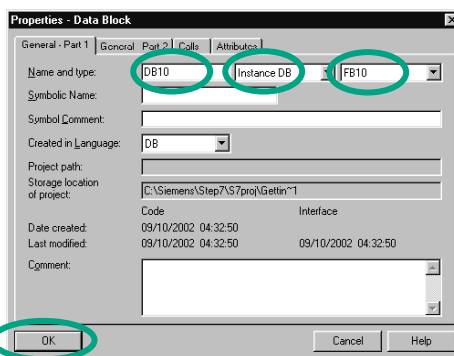 Properties - Data Block
General - Part 1 General Part 2 Calls Attributes
Name and type: DB10 Instance DB FB10
Symbolic Name:
Symbol Comment:
Created in Language: DB
Project path:
Storage location
of project: C:\Siemens\Step7\S7proj\Gettin~1
Code Interface
Date created: 09/10/2002 04:32:50
Last modified: 09/10/2002 04:32:50 09/10/2002 04:32:50
Comment:
OK Cancel Help